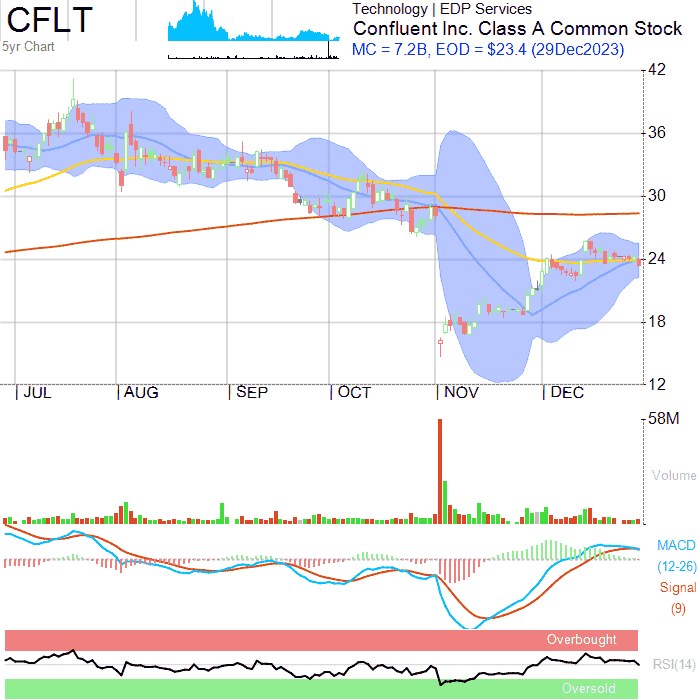 CFLT
5yr Chart
Technology | EDP Services
Confluent Inc. Class A Common Stock
MC = 7.2B, EOD = $23.4 (29Dec2023)
42
36
30
24
18
12
| JUL | AUG | SEP | OCT | NOV | DEC
58M
Volume
MACD
(12-26)
Signal
(9)
Overbought
RSI(14)
Oversold